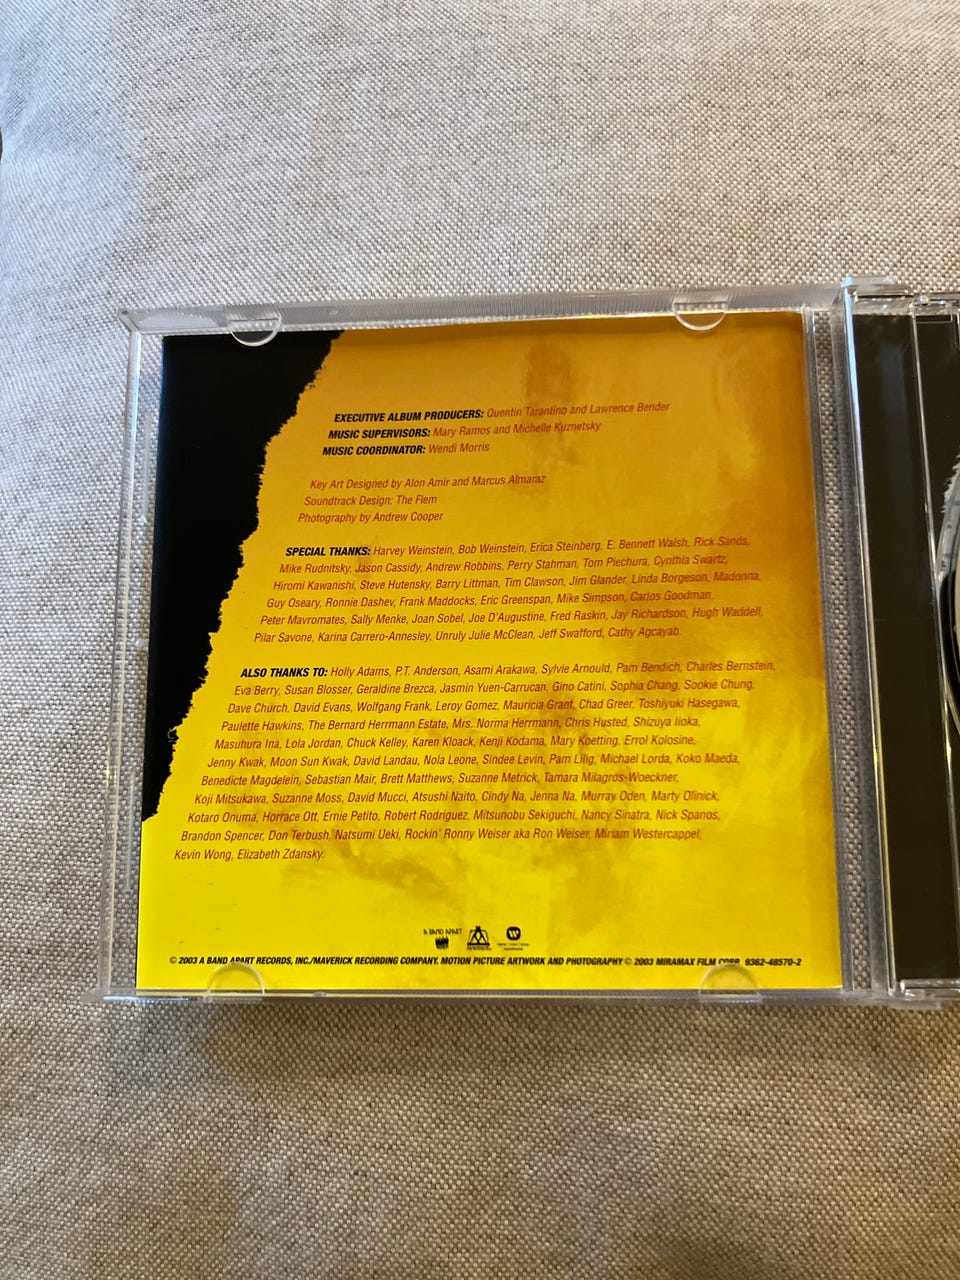 EXECUTIVE ALBUM PRODUCERS: Quentin Tarantino and Lawrence Bender
MUSIC SUPERVISORS: Mary Ramos and Michelle Kuznetsky
MUSIC COORDINATOR: Wendi Morris
Key Art Designed by Alon Amir and Marcus Almaraz
Soundtrack Design: The Flem
Photography by Andrew Cooper
SPECIAL THANKS: Harvey Weinstein, Bob Weinstein, Erica Steinberg, E. Bennett Walsh, Rick Sands,
Mike Rudnitsky, Jason Cassidy, Andrew Robbins, Perry Stahman, Tom Piechura, Cynthia Swartz,
Hiromi Kawanishi, Steve Hutensky, Barry Littman, Tim Clawson, Jim Glander, Linda Borgeson, Madonna,
Guy Oseary, Ronnie Dashev, Frank Maddocks, Eric Greenspan, Mike Simpson, Carlos Goodman,
Peter Mavromates, Sally Menke, Joan Sobel, Joe D'Augustine, Fred Raskin, Jay Richardson, Hugh Waddell,
Pilar Savone, Karina Carrero-Annesley, Unruly Julie McClean, Jeff Swafford, Cathy Agcayab.
ALSO THANKS TO: Holly Adams, P.T. Anderson, Asami Arakawa, Sylvie Arnould, Pam Bendich, Charles Bernstein,
Eva Berry, Susan Blosser, Geraldine Brezca, Jasmin Yuen-Carrucan, Gino Catini, Sophia Chang, Sookie Chung,
Dave Church, David Evans, Wolfgang Frank, Leroy Gomez, Mauricia Grant, Chad Greer, Toshiyuki Hasegawa,
Paulette Hawkins, The Bernard Herrmann Estate, Mrs. Norma Herrmann, Chris Husted, Shizuya Iioka,
Masuhura Ina, Lola Jordan, Chuck Kelley, Karen Kloack, Kenji Kodama, Mary Koetting, Errol Kolosine,
Jenny Kwak, Moon Sun Kwak, David Landau, Nola Leone, Sindee Levin, Pam Lilig, Michael Lorda, Koko Maeda,
Benedicte Magdelein, Sebastian Mair, Brett Matthews, Suzanne Metrick, Tamara Milagros-Woeckner,
Koji Mitsukawa, Suzanne Moss, David Mucci, Atsushi Naito, Cindy Na, Jenna Na, Murray Oden, Marty Olinick,
Kotaro Onuma, Horrace Ott, Ernie Petito, Robert Rodriguez, Mitsunobu Sekiguchi, Nancy Sinatra, Nick Spanos,
Brandon Spencer, Don Terbush, Natsumi Ueki, Rockin' Ronny Weiser aka Ron Weiser, Miriam Westercappel,
Kevin Wong, Elizabeth Zdansky.
A BAND APART MAVERICK
© 2003 A BAND APART RECORDS, INC./MAVERICK RECORDING COMPANY. MOTION PICTURE ARTWORK AND PHOTOGRAPHY © 2003 MIRAMAX FILM CORP. 9362-48570-2